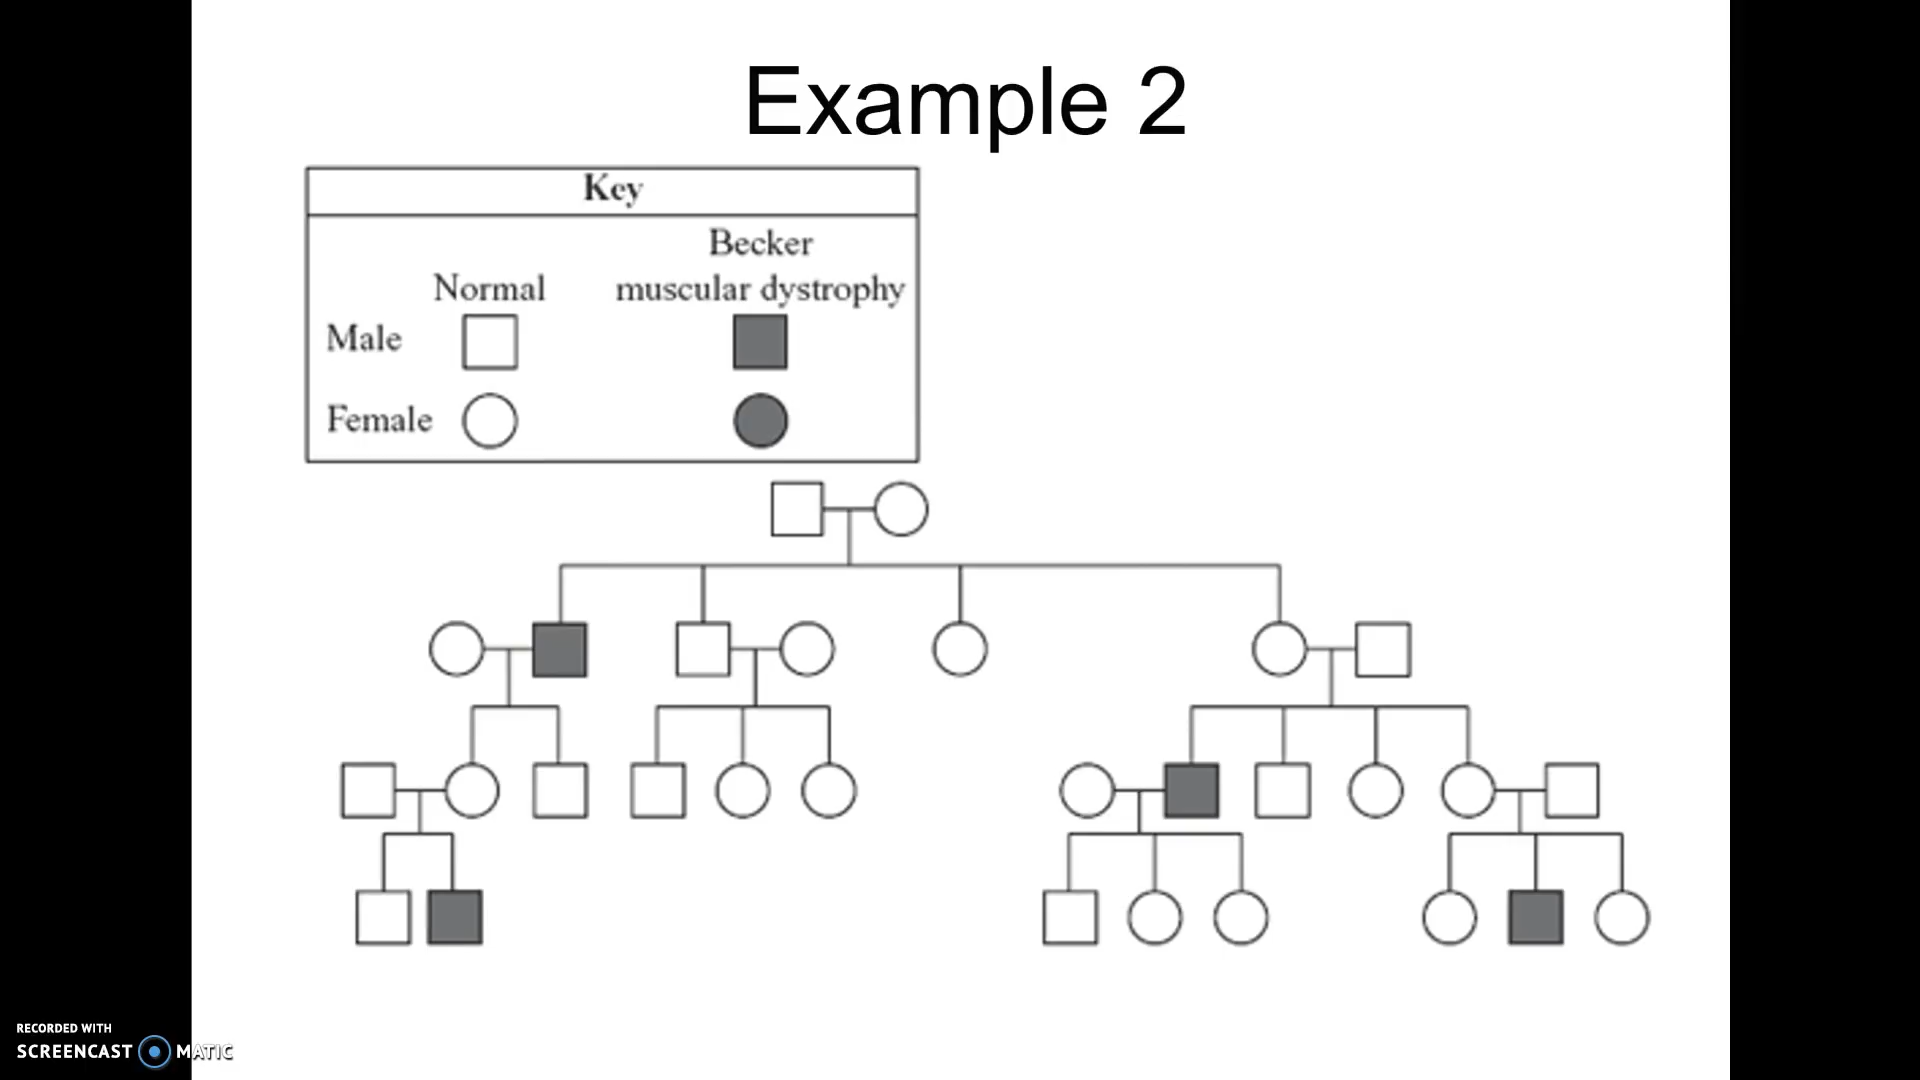 Example 2
Key
Becker
Normal muscular dystrophy
Male
Female
RECORDED WITH
SCREENCAST MATIC